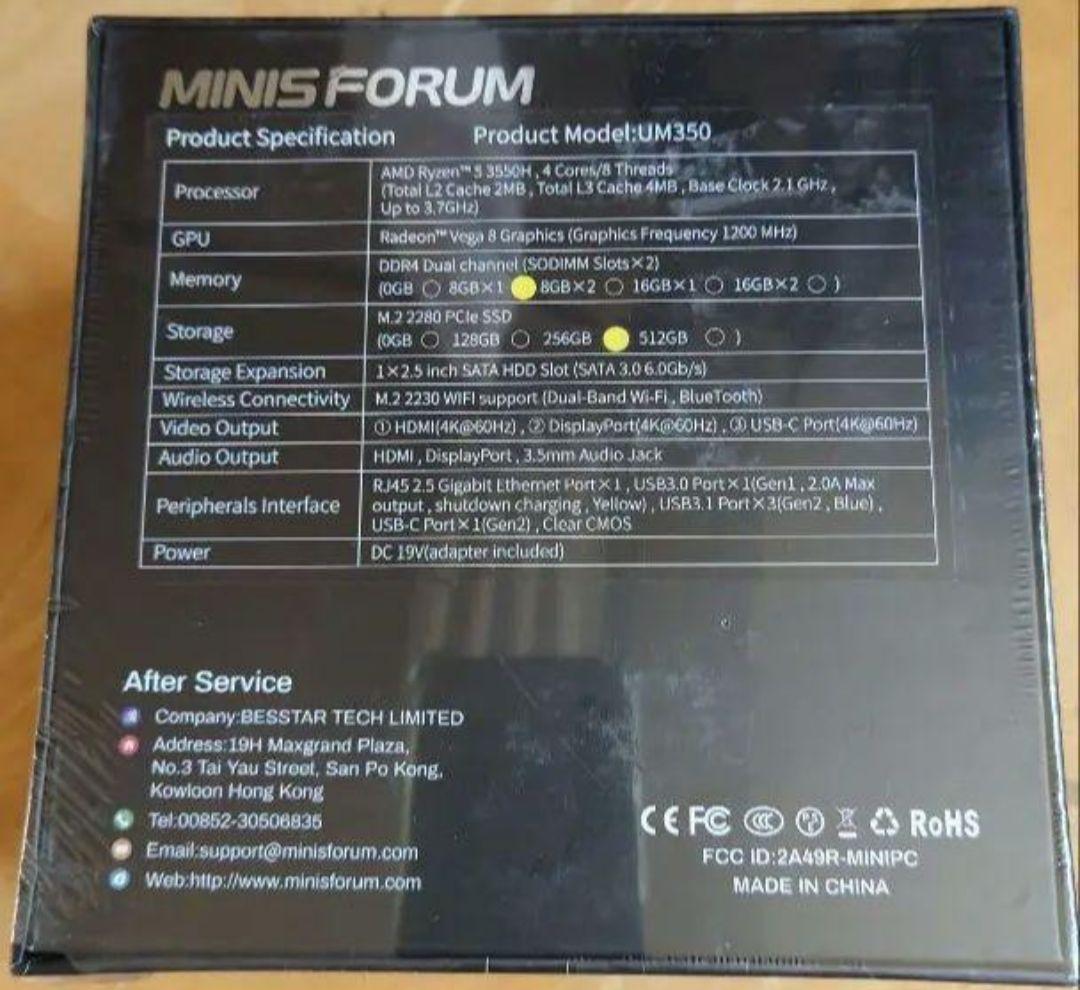 MINIS FORUM
Product Specification Product Model:UM350
Processor
AMD Ryzen™ 5 3550H , 4 Cores/8 Threads
(Total L2 Cache 2MB , Total L3 Cache 4MB , Base Clock 2.1 GHz ,
Up to 3.7GHz)
GPU
Radeon™ Vega 8 Graphics (Graphics Frequency 1200 MHz)
Memory
DDR4 Dual channel (SODIMM Slots×2)
(0GB ○ 8GB×1 ● 8GB×2 ○ 16GB×1 ○ 16GB×2 ○ )
Storage
M.2 2280 PCIe SSD
(0GB ○ 128GB ○ 256GB ● 512GB ○ )
Storage Expansion
1×2.5 inch SATA HDD Slot (SATA 3.0 6.0Gb/s)
Wireless Connectivity
M.2 2230 WIFI support (Dual-Band Wi-Fi , BlueTooth)
Video Output
① HDMI(4K@60Hz) , ② DisplayPort(4K@60Hz) , ③ USB-C Port(4K@60Hz)
Audio Output
HDMI , DisplayPort , 3.5mm Audio Jack
Peripherals Interface
RJ45 2.5 Gigabit Ethernet Port×1 , USB3.0 Port×1(Gen1 , 2.0A Max
output , shutdown charging , Yellow) , USB3.1 Port×3(Gen2 , Blue) ,
USB-C Port×1(Gen2) , Clear CMOS
Power
DC 19V(adapter included)
After Service
Company:BESSTAR TECH LIMITED
Address:19H Maxgrand Plaza,
No.3 Tai Yau Street, San Po Kong,
Kowloon Hong Kong
Tel:00852-30506835
Email:support@minisforum.com
Web:http://www.minisforum.com
CE FC CCC RoHS
FCC ID:2A49R-MINIPC
MADE IN CHINA